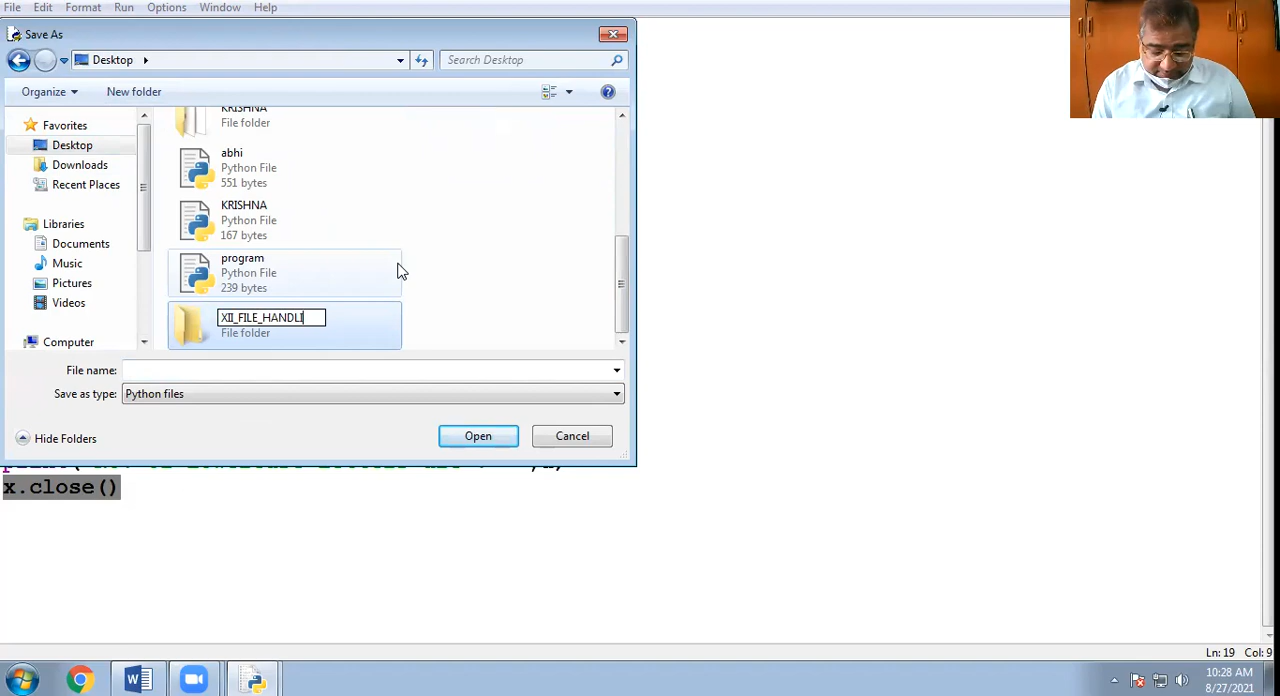 File Edit Format Run Options Window Help
Save As
Desktop
Search Desktop
Organize New folder
Favorites
Desktop
Downloads
Recent Places
Libraries
Documents
Music
Pictures
Videos
Computer
KRISHNA
File folder
abhi
Python File
551 bytes
KRISHNA
Python File
167 bytes
program
Python File
239 bytes
XII_FILE_HANDLI
File folder
File name:
Save as type: Python files
Hide Folders
Open Cancel
x.close()
Ln: 19 Col: 9
10:28 AM
8/27/2021